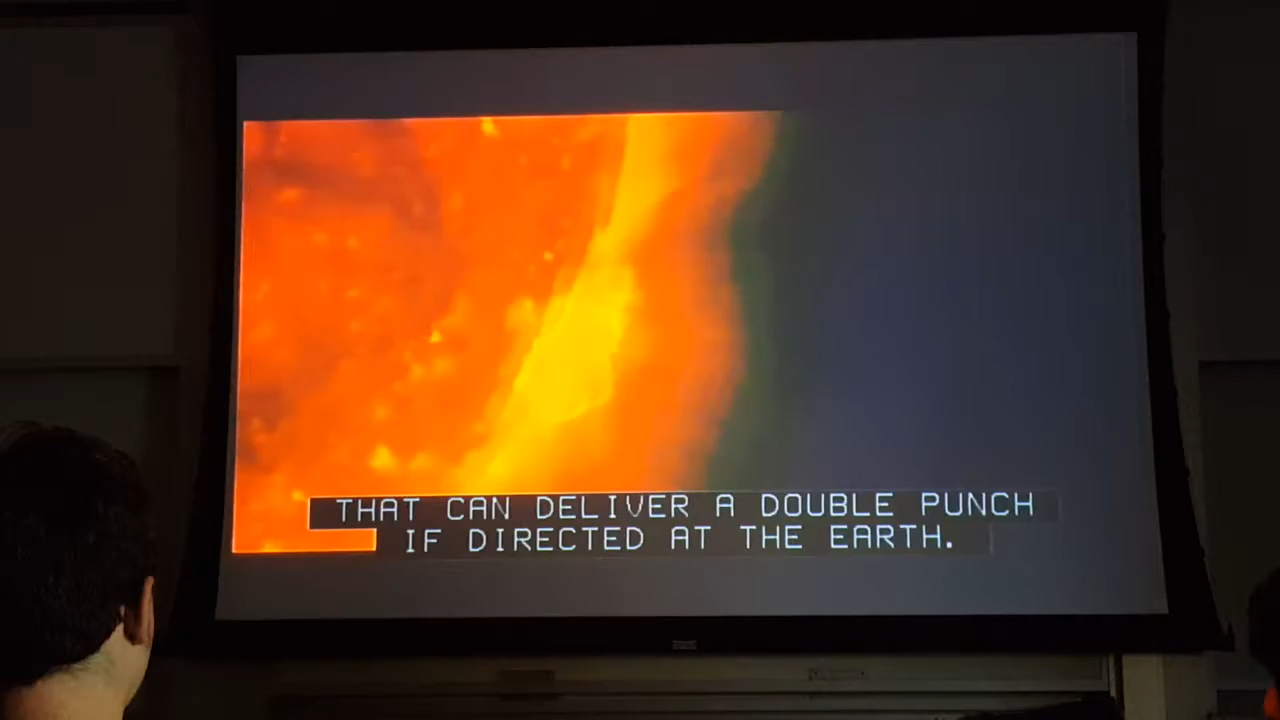 THAT CAN DELIVER A DOUBLE PUNCH
IF DIRECTED AT THE EARTH.